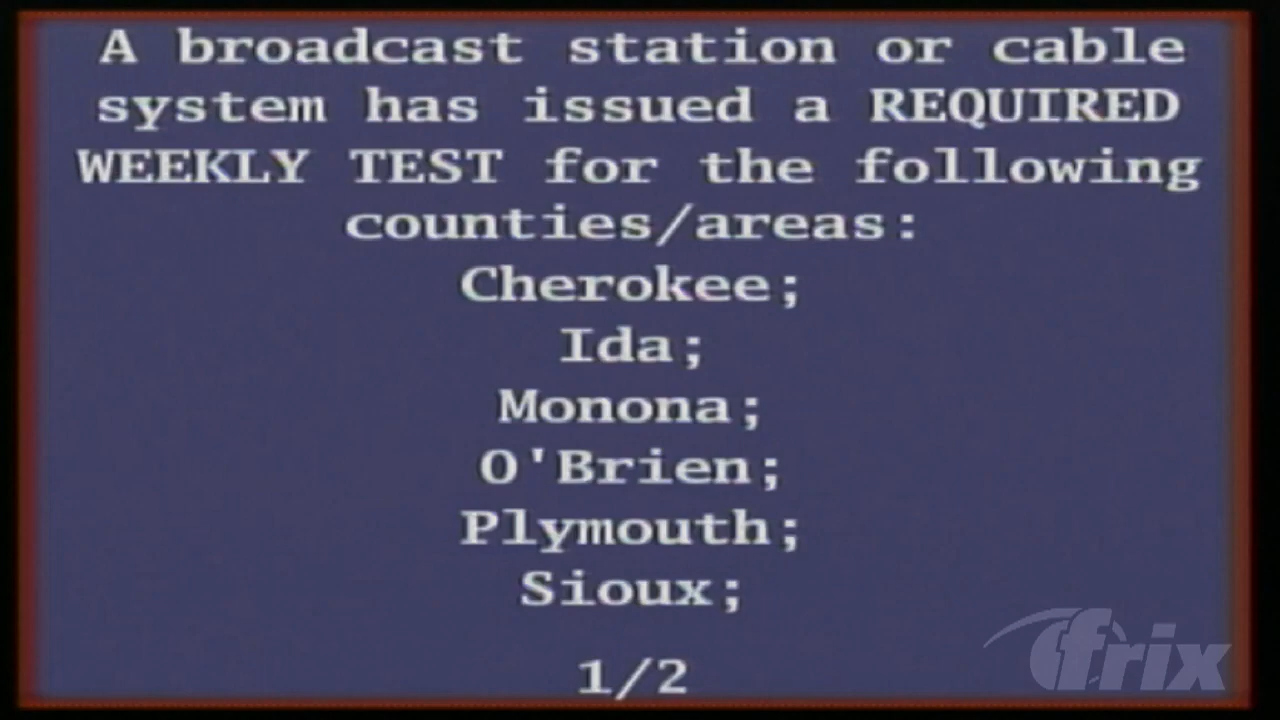 A broadcast station or cable
system has issued a REQUIRED
WEEKLY TEST for the following
counties/areas:
Cherokee;
Ida;
Monona;
O'Brien;
Plymouth;
Sioux;
1/2
frix